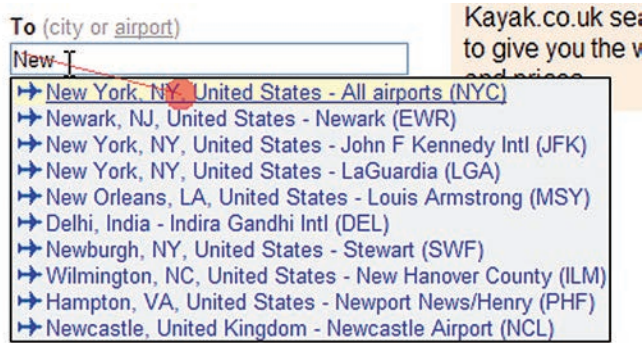 To (city or airport)
New
New York, NY, United States - All airports (NYC)
Newark, NJ, United States - Newark (EWR)
New York, NY, United States - John F Kennedy Intl (JFK)
New York, NY, United States - LaGuardia (LGA)
New Orleans, LA, United States - Louis Armstrong (MSY)
Delhi, India - Indira Gandhi Intl (DEL)
Newburgh, NY, United States - Stewart (SWF)
Wilmington, NC, United States - New Hanover County (ILM)
Hampton, VA, United States - Newport News/Henry (PHF)
Newcastle, United Kingdom - Newcastle Airport (NCL)
Kayak.co.uk
to give you the